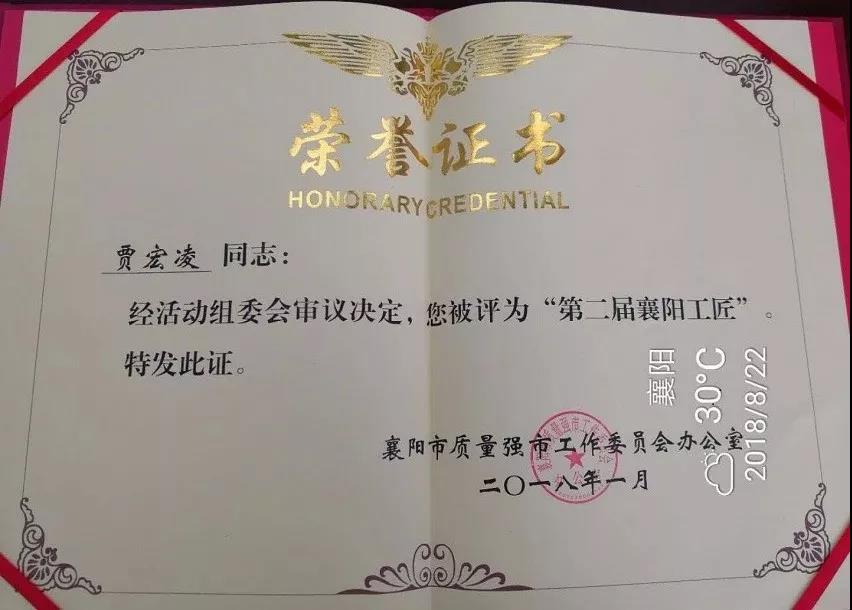 荣誉证书
HONORARY CREDENTIAL
贾宏凌 同志：
经活动组委会审议决定，您被评为“第二届襄阳工匠”。
特发此证。
襄阳市质量强市工作委员会办公室
二〇一八年一月
襄阳
30°C
2018/8/22